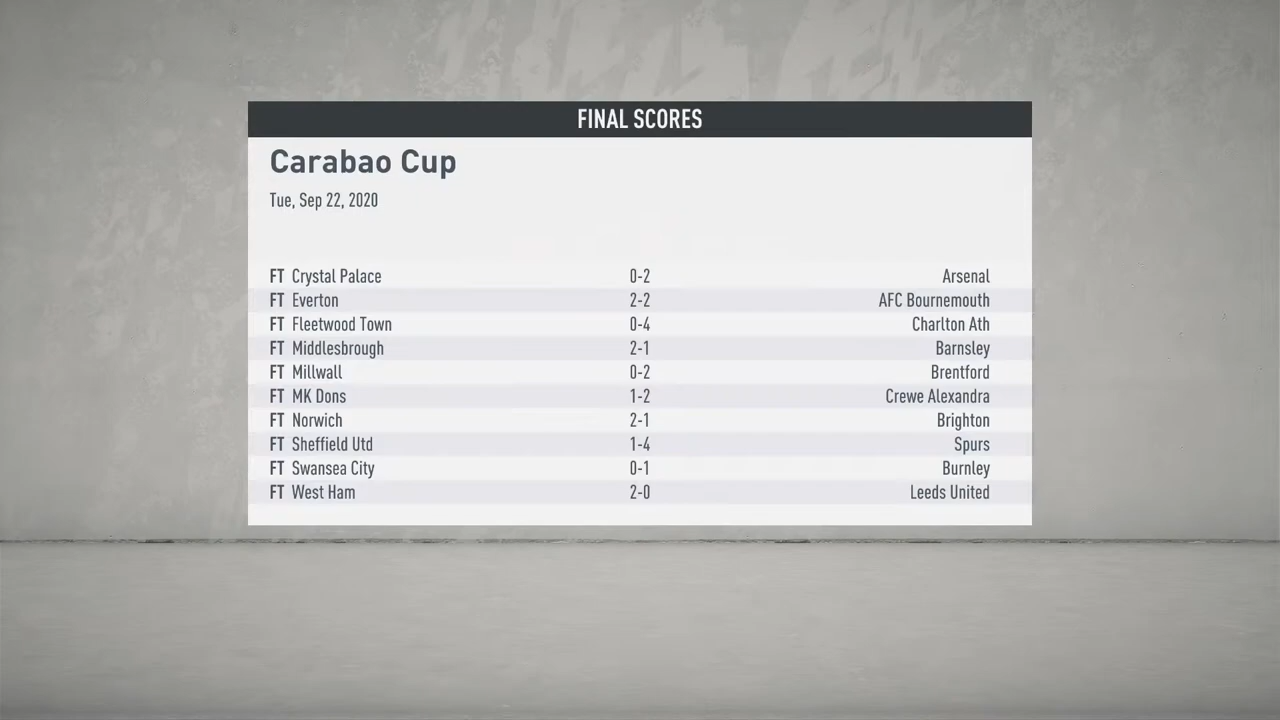 FINAL SCORES
Carabao Cup
Tue, Sep 22, 2020
FT Crystal Palace 0-2 Arsenal
FT Everton 2-2 AFC Bournemouth
FT Fleetwood Town 0-4 Charlton Ath
FT Middlesbrough 2-1 Barnsley
FT Millwall 0-2 Brentford
FT MK Dons 1-2 Crewe Alexandra
FT Norwich 2-1 Brighton
FT Sheffield Utd 1-4 Spurs
FT Swansea City 0-1 Burnley
FT West Ham 2-0 Leeds United